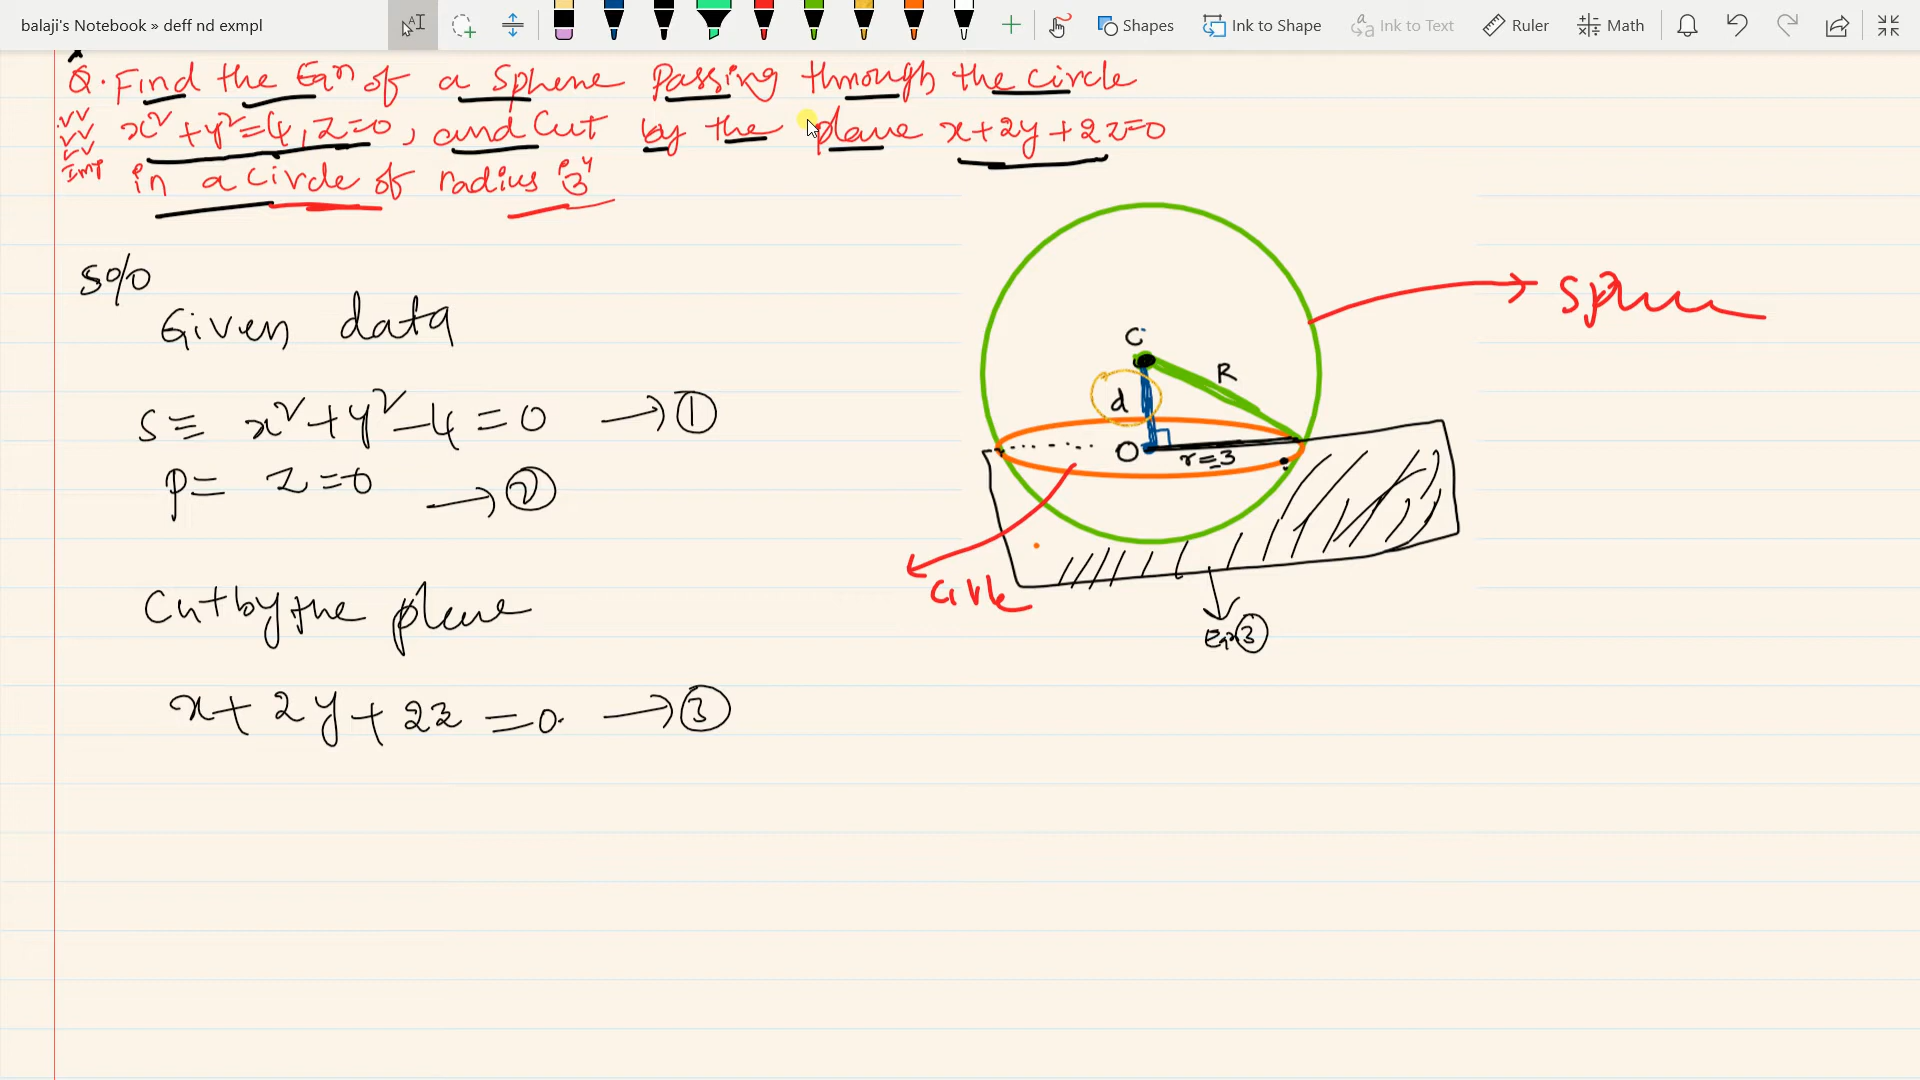 balaji's Notebook » deff nd exmpl
Shapes
Ink to Shape
Ink to Text
Ruler
Math
Q. Find the Eqn of a Sphere Passing through the circle
x²+y²=4, z=0, and Cut by the plane x+2y+2z=0
Imp
in a circle of radius '3'
Sol
Given data
S≡ x²+y²-4=0 → ①
P= z=0 → ②
Cut by the plane
x+2y+2z=0. → ③
Sphere
C
R
d
O
r=3
Circle
Eqn ③